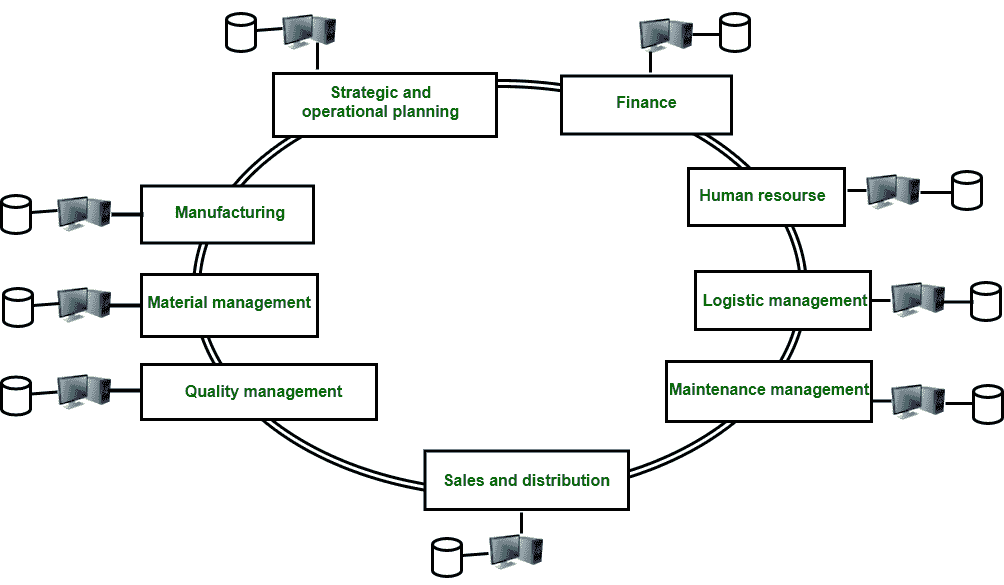 Strategic and
operational planning
Finance
Human resourse
Manufacturing
Material management
Logistic management
Quality management
Maintenance management
Sales and distribution